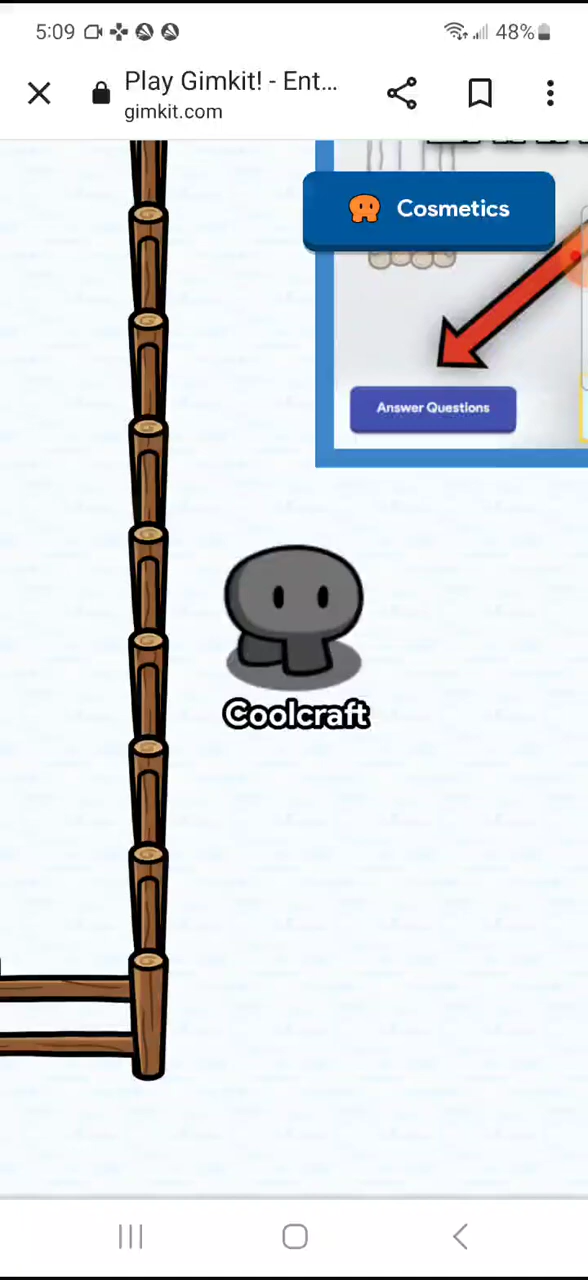 5:09
48%
Play Gimkit! - Ent...
gimkit.com
Cosmetics
Answer Questions
Coolcraft